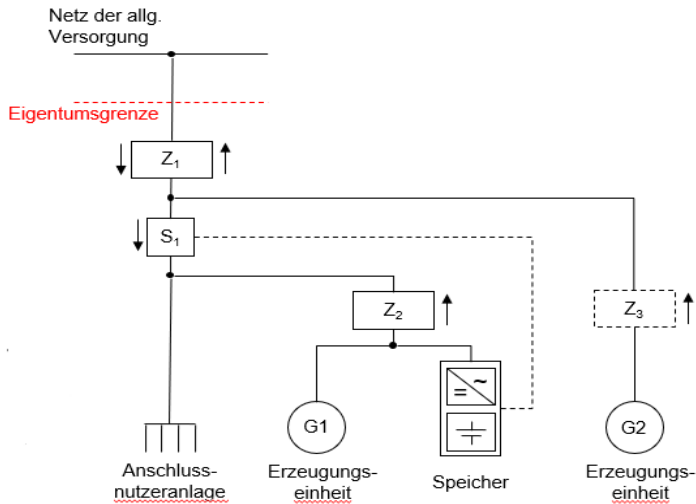 Netz der allg.
Versorgung
Eigentumsgrenze
Z₁
S₁
Z₂
Z₃
G1
G2
= ~
Anschluss-
nutzeranlage
Erzeugungs-
einheit
Speicher
Erzeugungs-
einheit